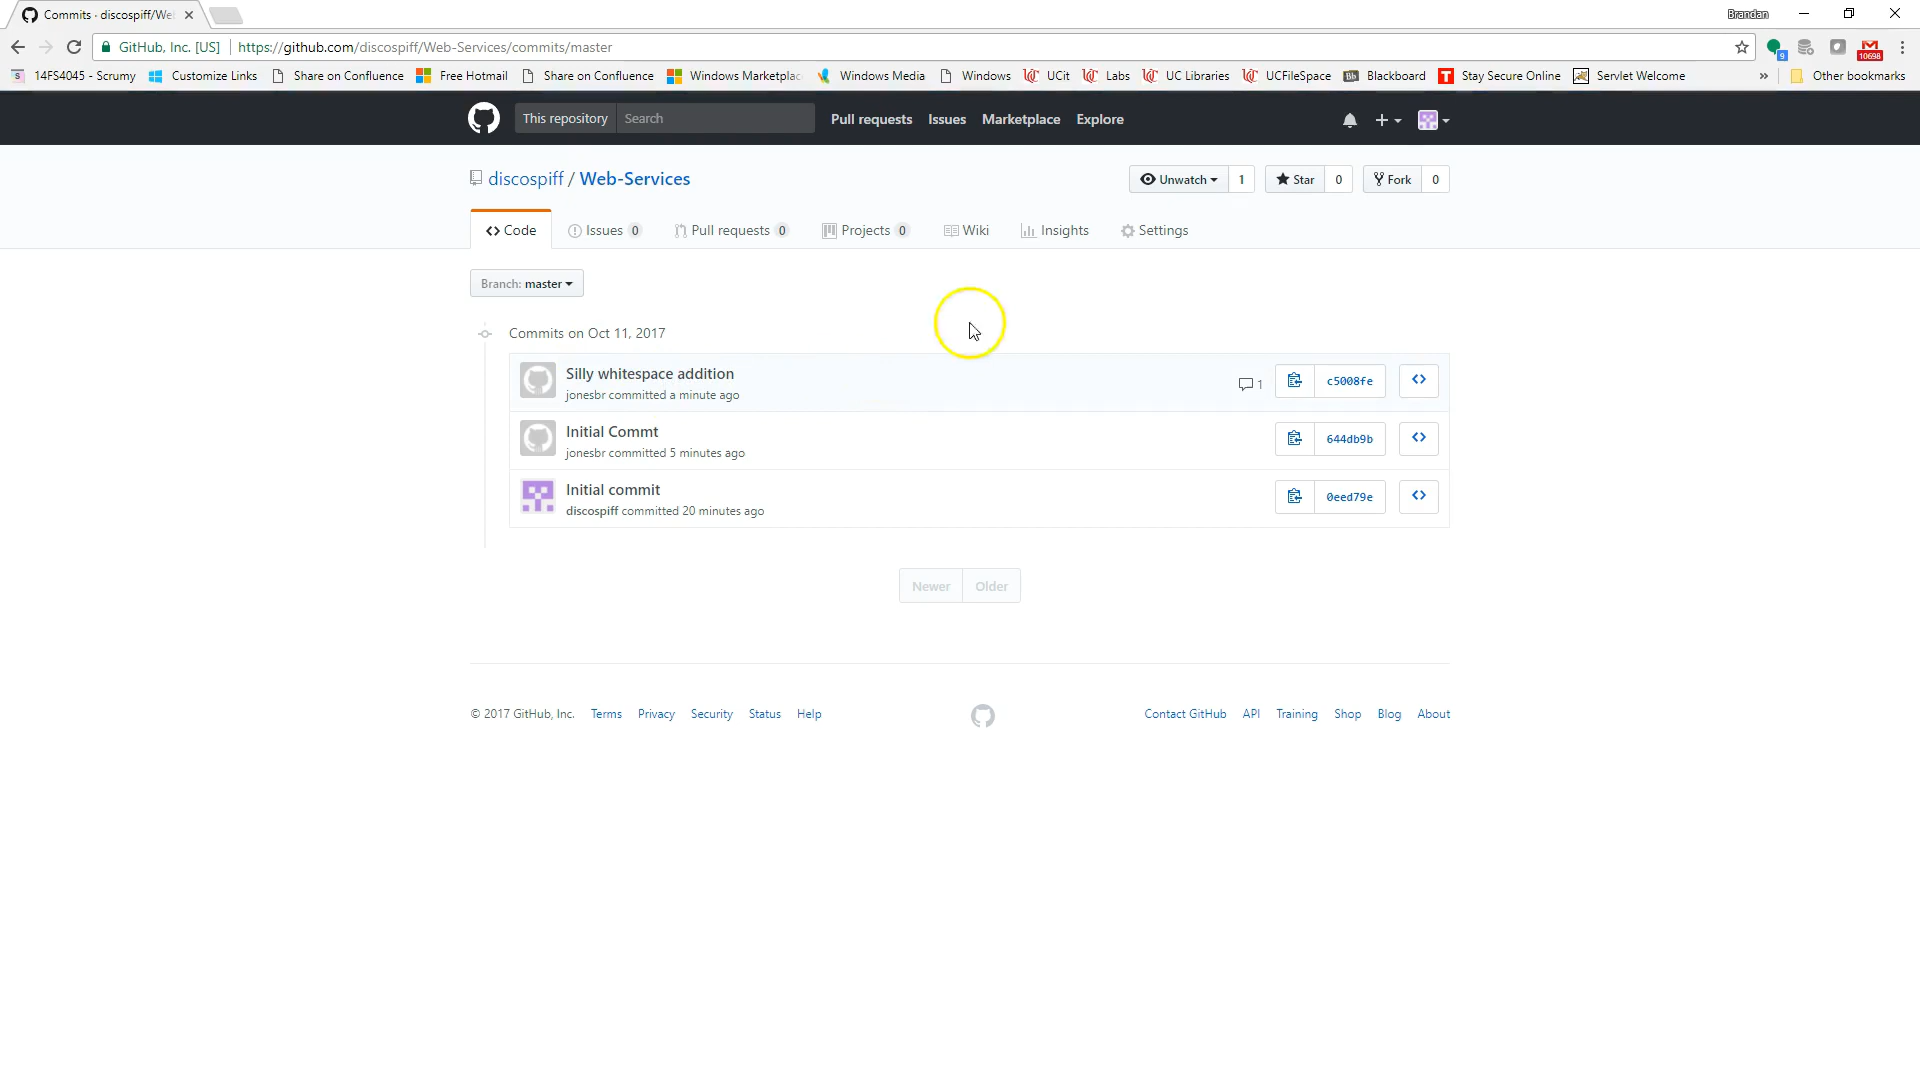 Commits · discospiff/We
Brandan
GitHub, Inc. [US] https://github.com/discospiff/Web-Services/commits/master
9
10698
S 14FS4045 - Scrumy Customize Links Share on Confluence Free Hotmail Share on Confluence Windows Marketplac Windows Media Windows UCit Labs UC Libraries UCFileSpace Bb Blackboard T Stay Secure Online Servlet Welcome » Other bookmarks
This repository Search Pull requests Issues Marketplace Explore
discospiff / Web-Services Unwatch 1 Star 0 Fork 0
Code Issues 0 Pull requests 0 Projects 0 Wiki Insights Settings
Branch: master
Commits on Oct 11, 2017
Silly whitespace addition
jonesbr committed a minute ago
1 c5008fe
Initial Commt
jonesbr committed 5 minutes ago
644db9b
Initial commit
discospiff committed 20 minutes ago
0eed79e
Newer Older
© 2017 GitHub, Inc. Terms Privacy Security Status Help Contact GitHub API Training Shop Blog About